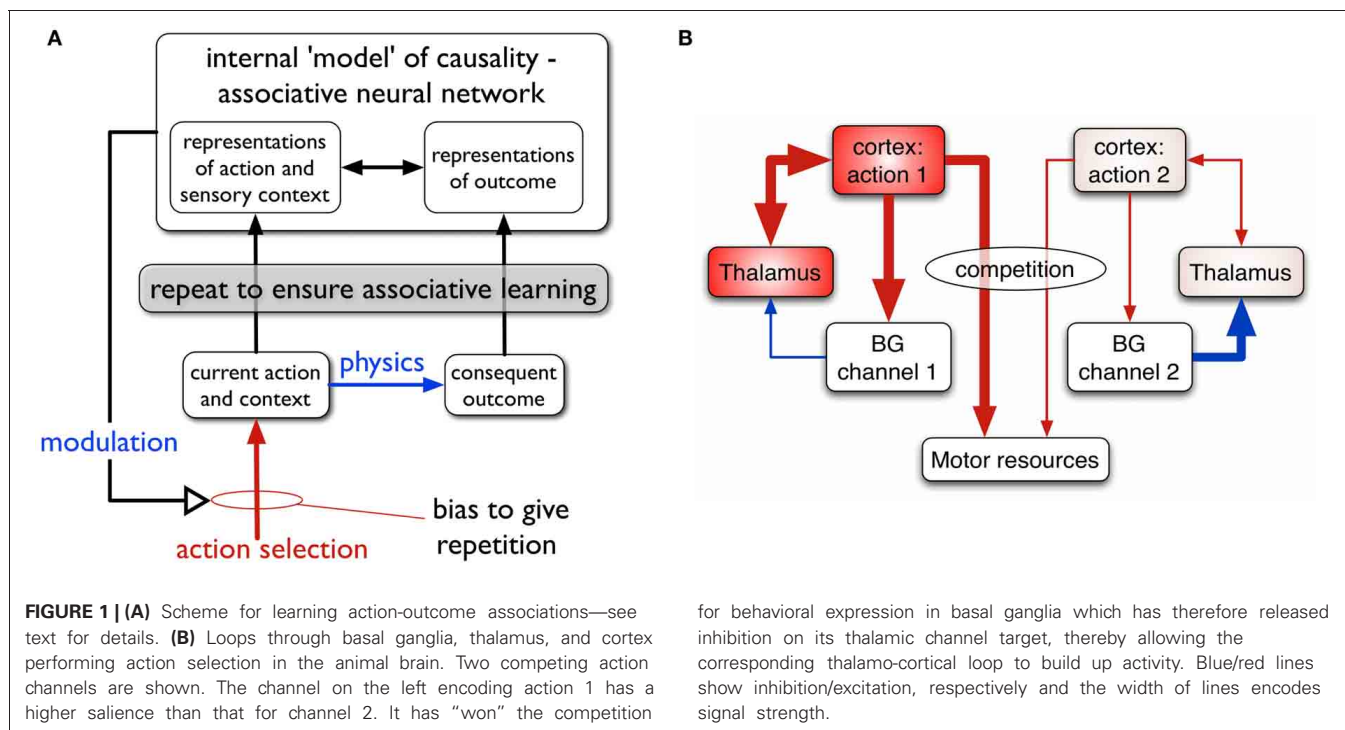 A
internal 'model' of causality -
associative neural network
representations
of action and
sensory context
representations
of outcome
repeat to ensure associative learning
current action
and context
physics
consequent
outcome
modulation
bias to give
repetition
action selection
B
cortex:
action 1
cortex:
action 2
Thalamus
competition
Thalamus
BG
channel 1
BG
channel 2
Motor resources
FIGURE 1 | (A) Scheme for learning action-outcome associations—see
text for details. (B) Loops through basal ganglia, thalamus, and cortex
performing action selection in the animal brain. Two competing action
channels are shown. The channel on the left encoding action 1 has a
higher salience than that for channel 2. It has “won” the competition
for behavioral expression in basal ganglia which has therefore released
inhibition on its thalamic channel target, thereby allowing the
corresponding thalamo-cortical loop to build up activity. Blue/red lines
show inhibition/excitation, respectively and the width of lines encodes
signal strength.